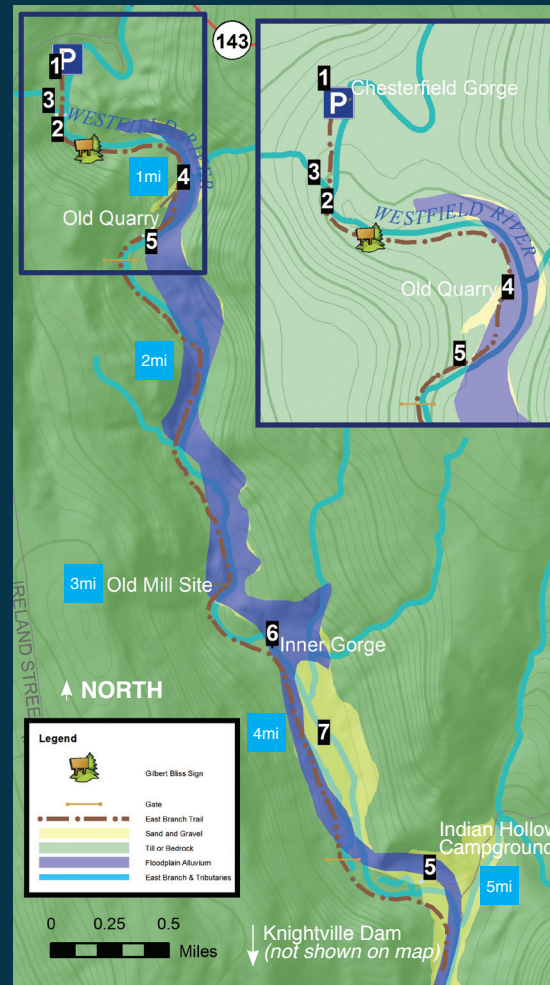 143
1
P
3
WESTFIELD RIVER
2
1mi
4
Old Quarry
5
1
P
Chesterfield Gorge
3
2
WESTFIELD RIVER
Old Quarry
4
5
2mi
3mi
Old Mill Site
IRELAND STREET
6
Inner Gorge
NORTH
4mi
7
Legend
Gilbert Bliss Sign
Gate
East Branch Trail
Sand and Gravel
Till or Bedrock
Floodplain Alluvium
East Branch & Tributaries
Indian Hollow
Campground
5
5mi
0 0.25 0.5
Miles
Knightville Dam
(not shown on map)